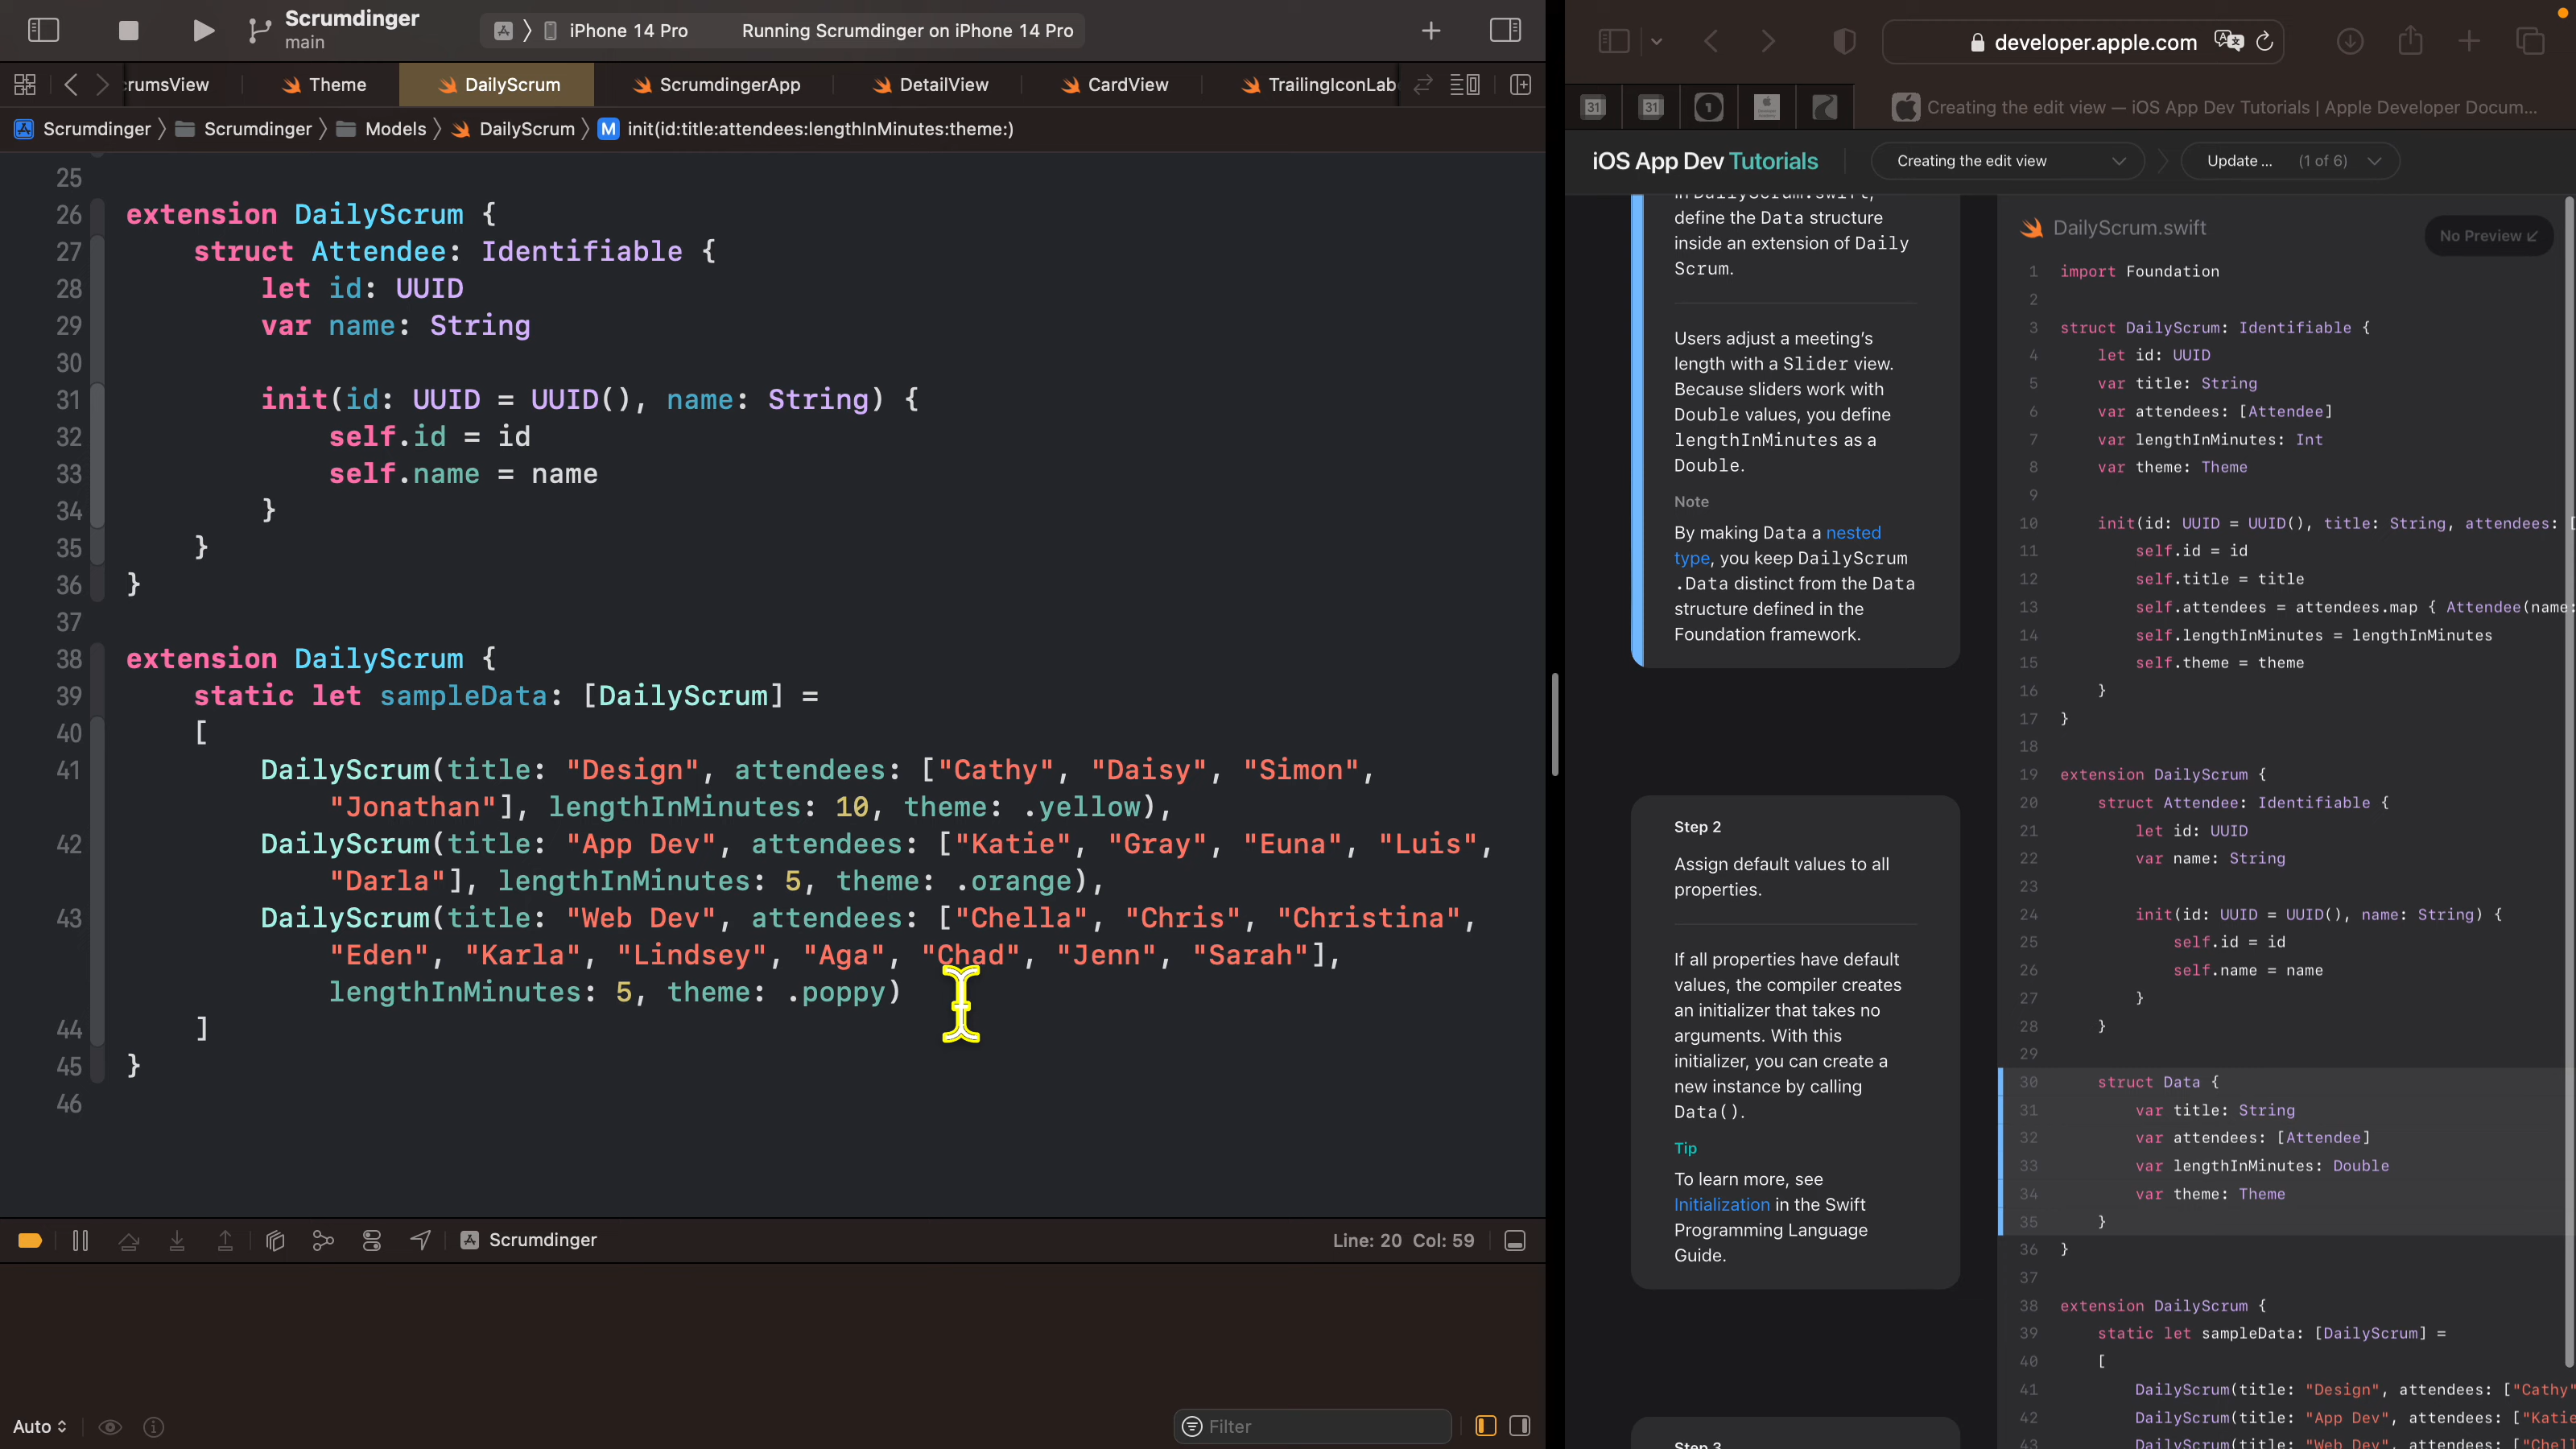 Scrumdinger
main
iPhone 14 Pro
Running Scrumdinger on iPhone 14 Pro
rumsView
Theme
DailyScrum
ScrumdingerApp
DetailView
CardView
TrailingIconLab
Scrumdinger
Scrumdinger
Models
DailyScrum
M init(id:title:attendees:lengthInMinutes:theme:)
25
26 extension DailyScrum {
27 struct Attendee: Identifiable {
28 let id: UUID
29 var name: String
30
31 init(id: UUID = UUID(), name: String) {
32 self.id = id
33 self.name = name
34 }
35 }
36 }
37
38 extension DailyScrum {
39 static let sampleData: [DailyScrum] =
40 [
41 DailyScrum(title: "Design", attendees: ["Cathy", "Daisy", "Simon",
"Jonathan"], lengthInMinutes: 10, theme: .yellow),
42 DailyScrum(title: "App Dev", attendees: ["Katie", "Gray", "Euna", "Luis",
"Darla"], lengthInMinutes: 5, theme: .orange),
43 DailyScrum(title: "Web Dev", attendees: ["Chella", "Chris", "Christina",
"Eden", "Karla", "Lindsey", "Aga", "Chad", "Jenn", "Sarah"],
lengthInMinutes: 5, theme: .poppy)
44 ]
45 }
46
Scrumdinger
Line: 20 Col: 59
Auto
Filter
developer.apple.com
31
31
1
Creating the edit view — iOS App Dev Tutorials | Apple Developer Docum...
iOS App Dev Tutorials
Creating the edit view
Update ... (1 of 6)
In DailyScrum.swift,
define the Data structure
inside an extension of Daily
Scrum.
Users adjust a meeting's
length with a Slider view.
Because sliders work with
Double values, you define
lengthInMinutes as a
Double.
Note
By making Data a nested
type, you keep DailyScrum
.Data distinct from the Data
structure defined in the
Foundation framework.
Step 2
Assign default values to all
properties.
If all properties have default
values, the compiler creates
an initializer that takes no
arguments. With this
initializer, you can create a
new instance by calling
Data().
Tip
To learn more, see
Initialization in the Swift
Programming Language
Guide.
Step 3
DailyScrum.swift
No Preview
1 import Foundation
2
3 struct DailyScrum: Identifiable {
4 let id: UUID
5 var title: String
6 var attendees: [Attendee]
7 var lengthInMinutes: Int
8 var theme: Theme
9
10 init(id: UUID = UUID(), title: String, attendees: [
11 self.id = id
12 self.title = title
13 self.attendees = attendees.map { Attendee(name:
14 self.lengthInMinutes = lengthInMinutes
15 self.theme = theme
16 }
17 }
18
19 extension DailyScrum {
20 struct Attendee: Identifiable {
21 let id: UUID
22 var name: String
23
24 init(id: UUID = UUID(), name: String) {
25 self.id = id
26 self.name = name
27 }
28 }
29
30 struct Data {
31 var title: String
32 var attendees: [Attendee]
33 var lengthInMinutes: Double
34 var theme: Theme
35 }
36 }
37
38 extension DailyScrum {
39 static let sampleData: [DailyScrum] =
40 [
41 DailyScrum(title: "Design", attendees: ["Cathy"
42 DailyScrum(title: "App Dev", attendees: ["Katie
43 DailyScrum(title: "Web Dev", attendees: ["Chell